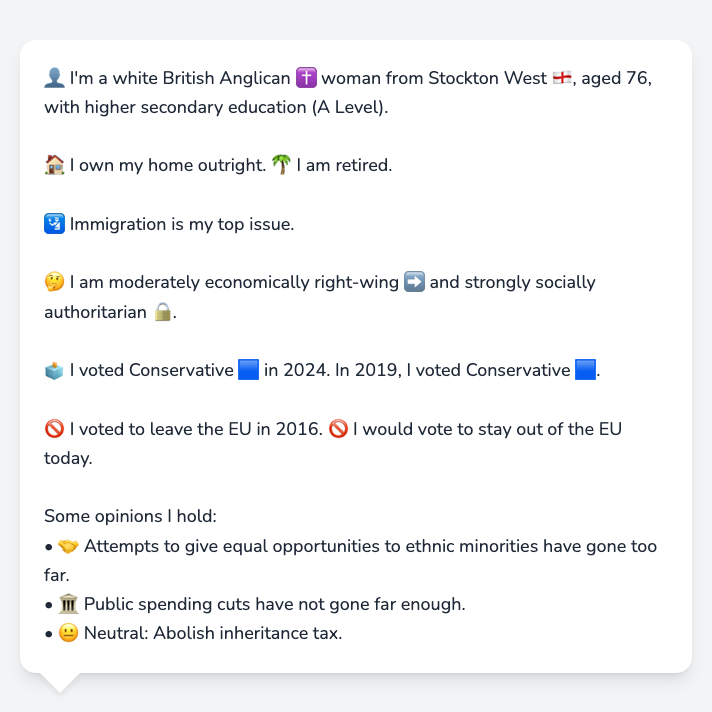 👤 I'm a white British Anglican ✝️ woman from Stockton West 🏴󠁧󠁢󠁥󠁮󠁧󠁿, aged 76,
with higher secondary education (A Level).
🏠 I own my home outright. 🌴 I am retired.
🛂 Immigration is my top issue.
🤔 I am moderately economically right-wing ➡️ and strongly socially
authoritarian 🔒.
🗳️ I voted Conservative 🟦 in 2024. In 2019, I voted Conservative 🟦.
🚫 I voted to leave the EU in 2016. 🚫 I would vote to stay out of the EU
today.
Some opinions I hold:
• 🤝 Attempts to give equal opportunities to ethnic minorities have gone too
far.
• 🏛️ Public spending cuts have not gone far enough.
• 😐 Neutral: Abolish inheritance tax.